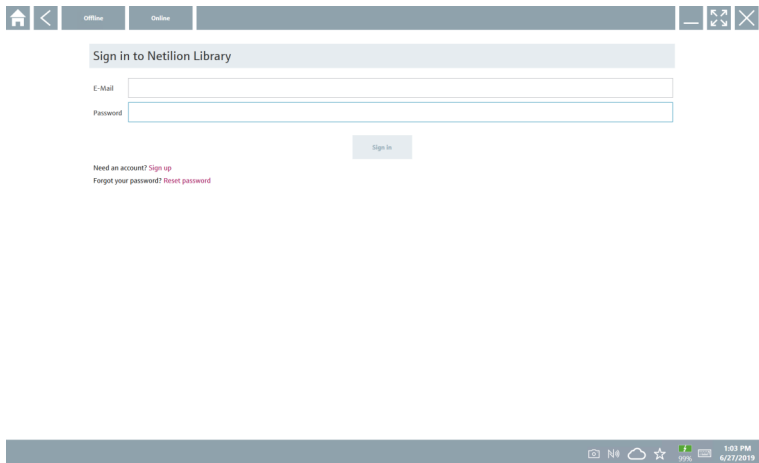 Offline Online
Sign in to Netilion Library
E-Mail
Password
Sign in
Need an account? Sign up
Forgot your password? Reset password
99%
1:03 PM
6/27/2019